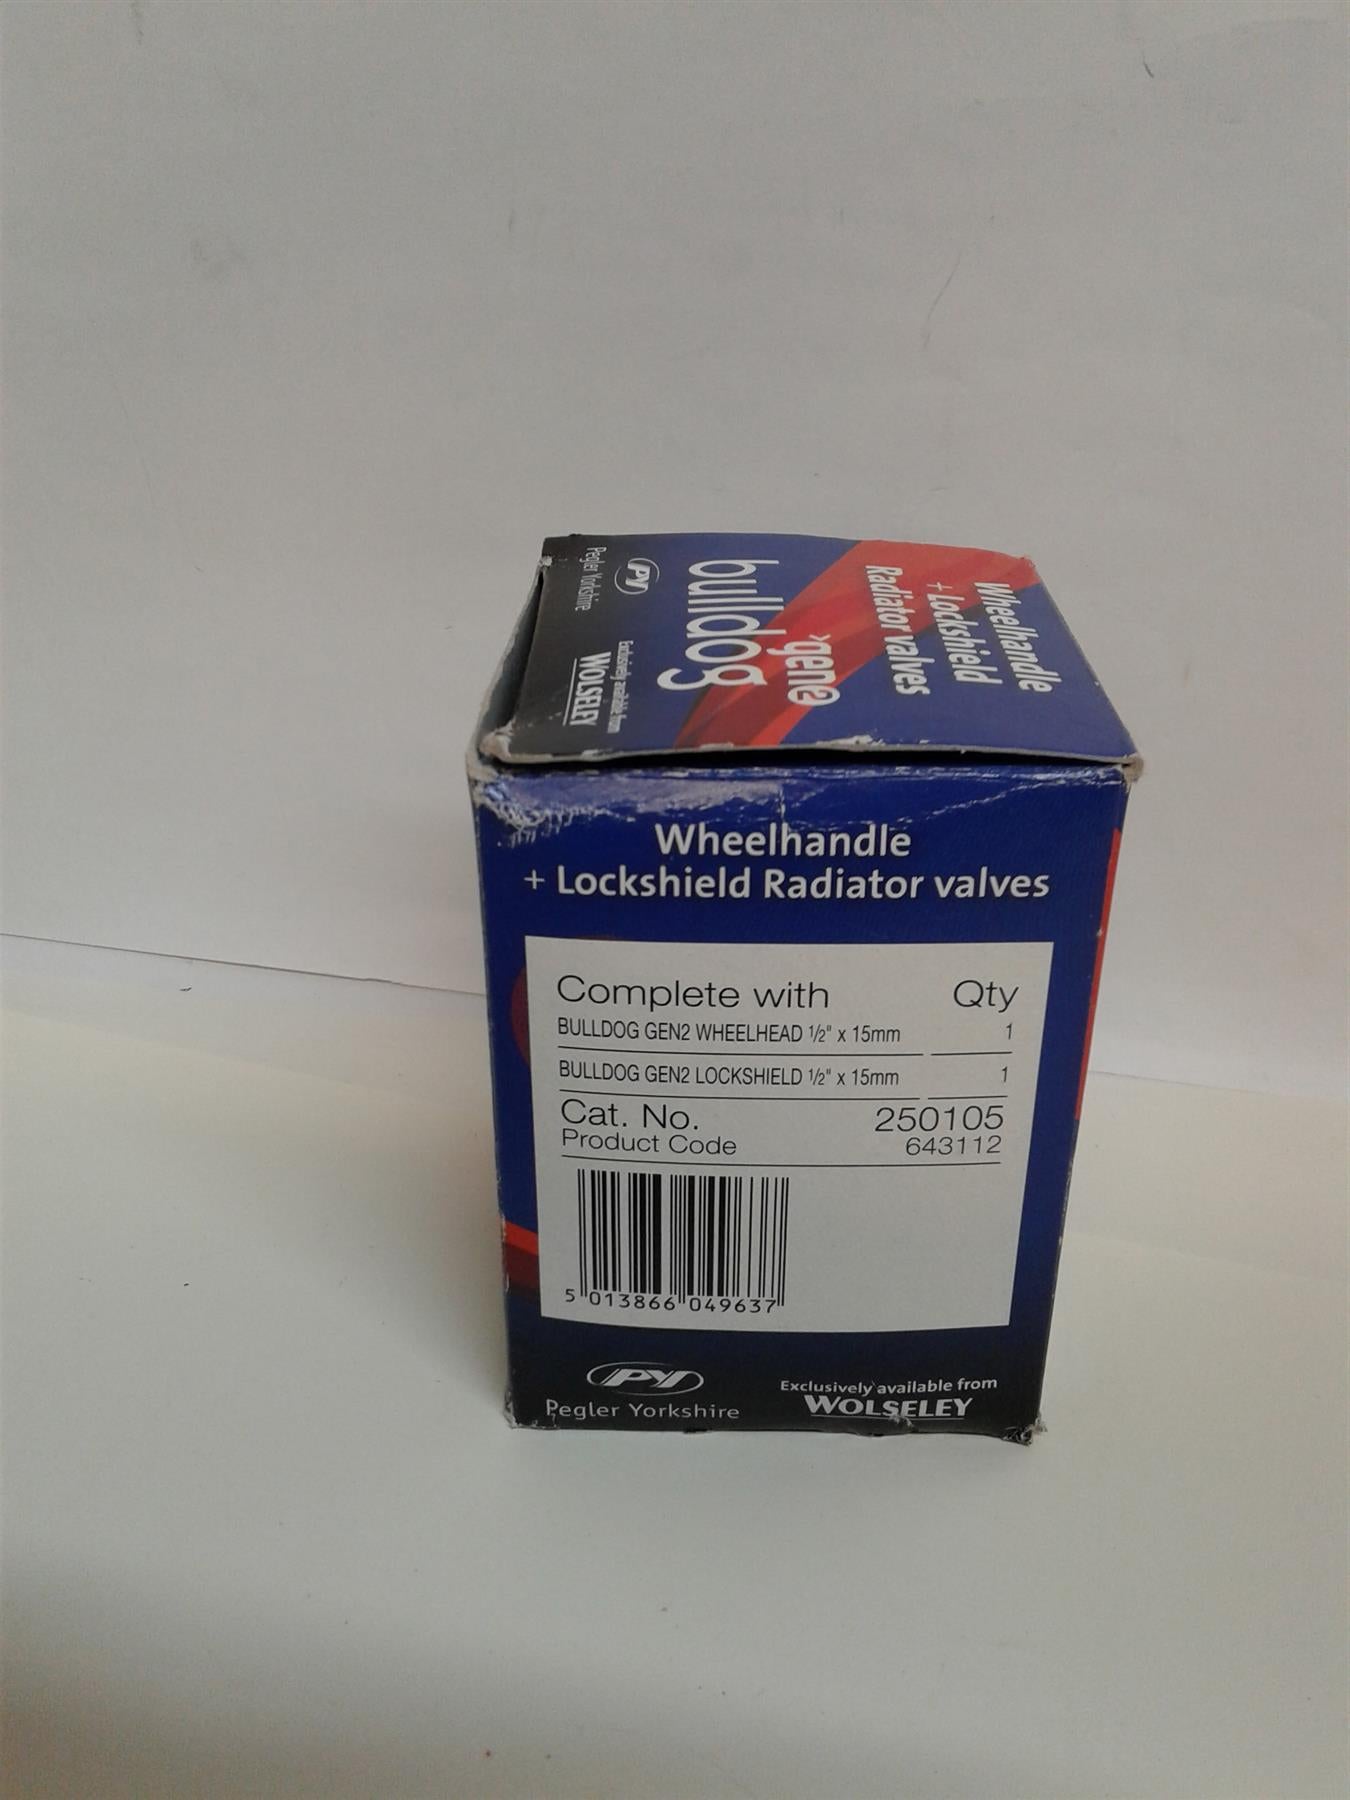 Wheelhandle
+ Lockshield
Radiator valves
›gen2
bulldog
PY
Pegler Yorkshire
Exclusively available from
WOLSELEY
Wheelhandle
+ Lockshield Radiator valves
Complete with Qty
BULLDOG GEN2 WHEELHEAD ½" x 15mm 1
BULLDOG GEN2 LOCKSHIELD ½" x 15mm 1
Cat. No. 250105
Product Code 643112
5 013866 049637
PY
Pegler Yorkshire
Exclusively available from
WOLSELEY